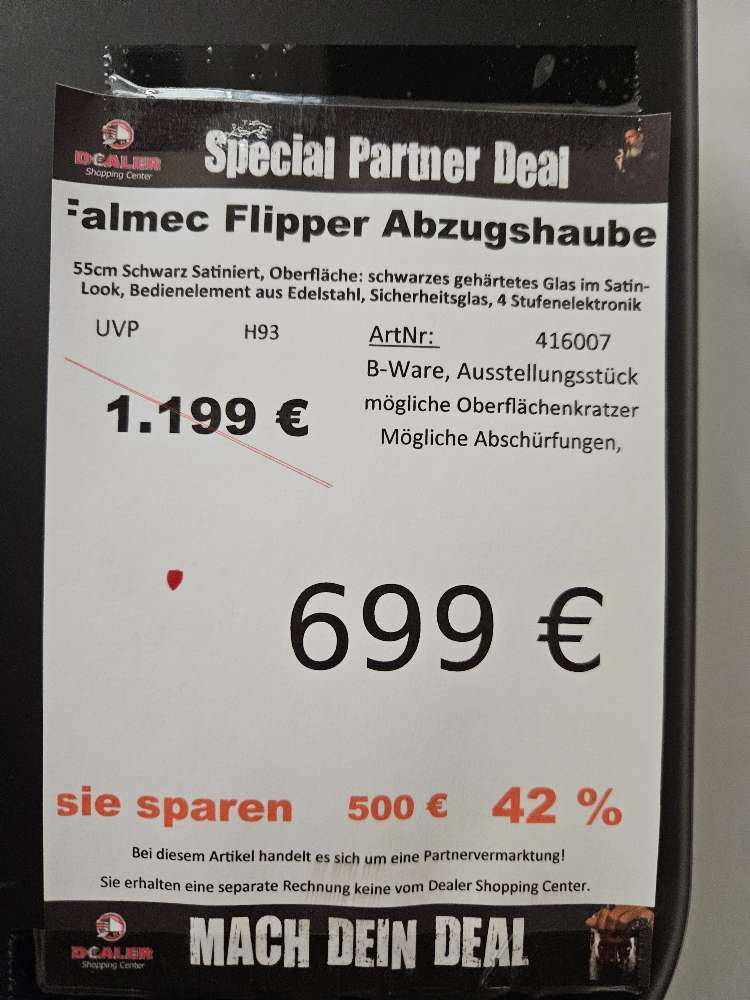 DEALER
Shopping Center
Special Partner Deal
Falmec Flipper Abzugshaube
55cm Schwarz Satiniert, Oberfläche: schwarzes gehärtetes Glas im Satin-
Look, Bedienelement aus Edelstahl, Sicherheitsglas, 4 Stufenelektronik
UVP H93 ArtNr: 416007
B-Ware, Ausstellungsstück
1.199 €
mögliche Oberflächenkratzer
Mögliche Abschürfungen,
699 €
sie sparen 500 € 42 %
Bei diesem Artikel handelt es sich um eine Partnervermarktung!
Sie erhalten eine separate Rechnung keine vom Dealer Shopping Center.
DEALER
Shopping Center
MACH DEIN DEAL